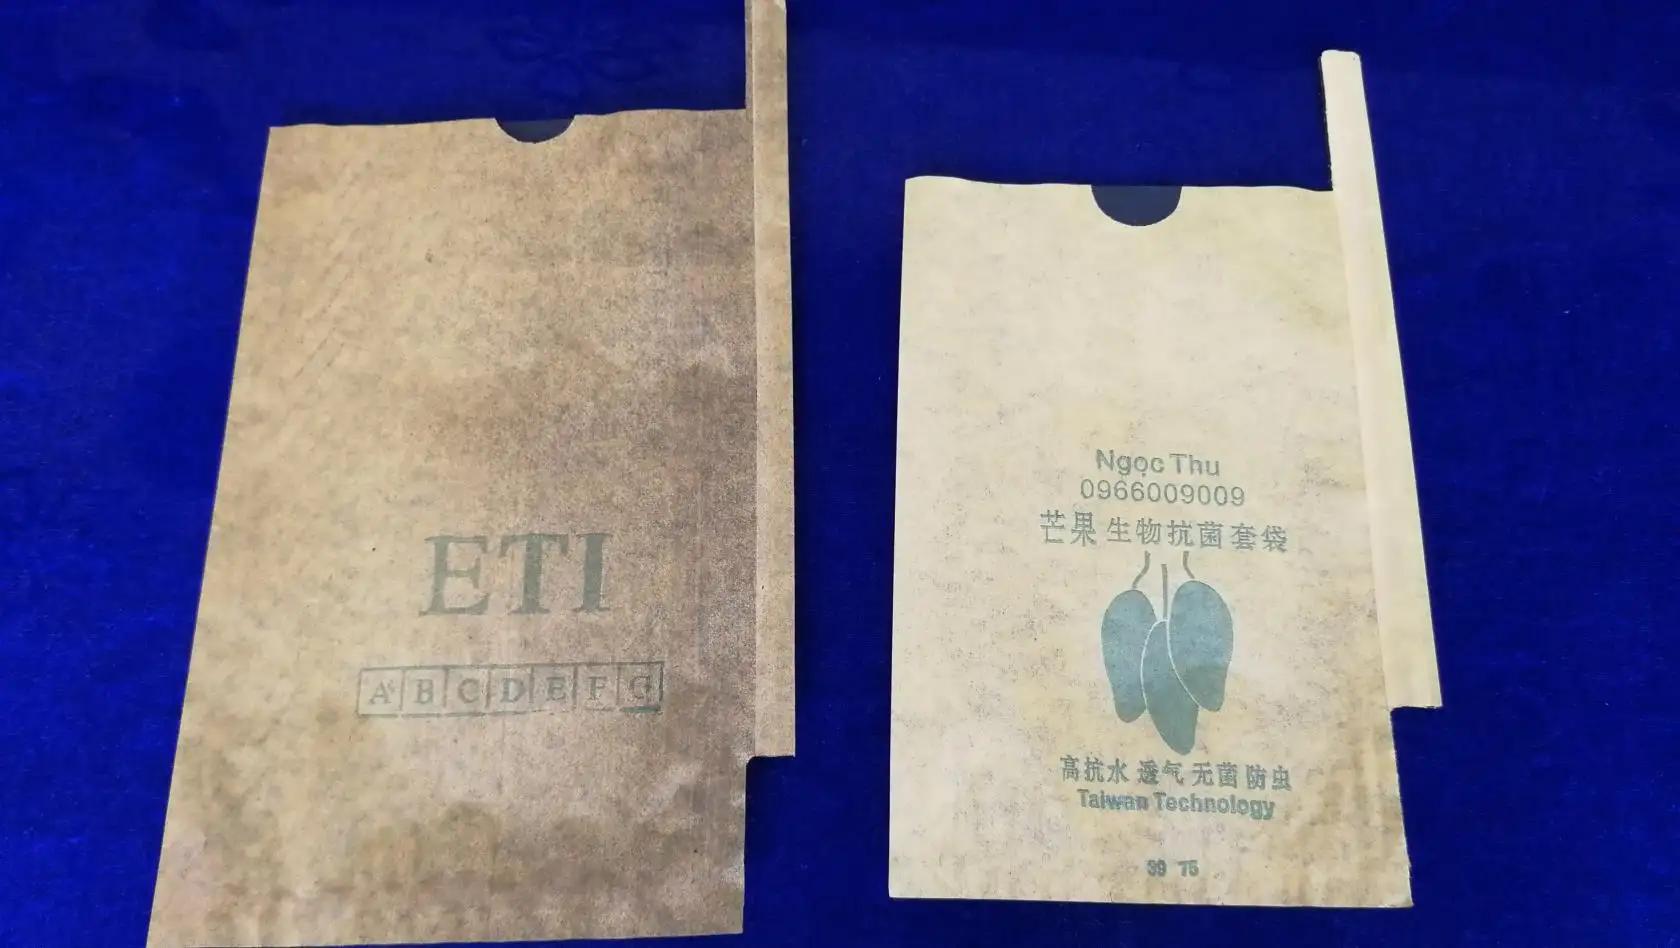 ETI
A B C D E F G
Ngọc Thu
0966009009
芒果 生物抗菌套袋
高抗水 透气 无菌防虫
Taiwan Technology
39 75